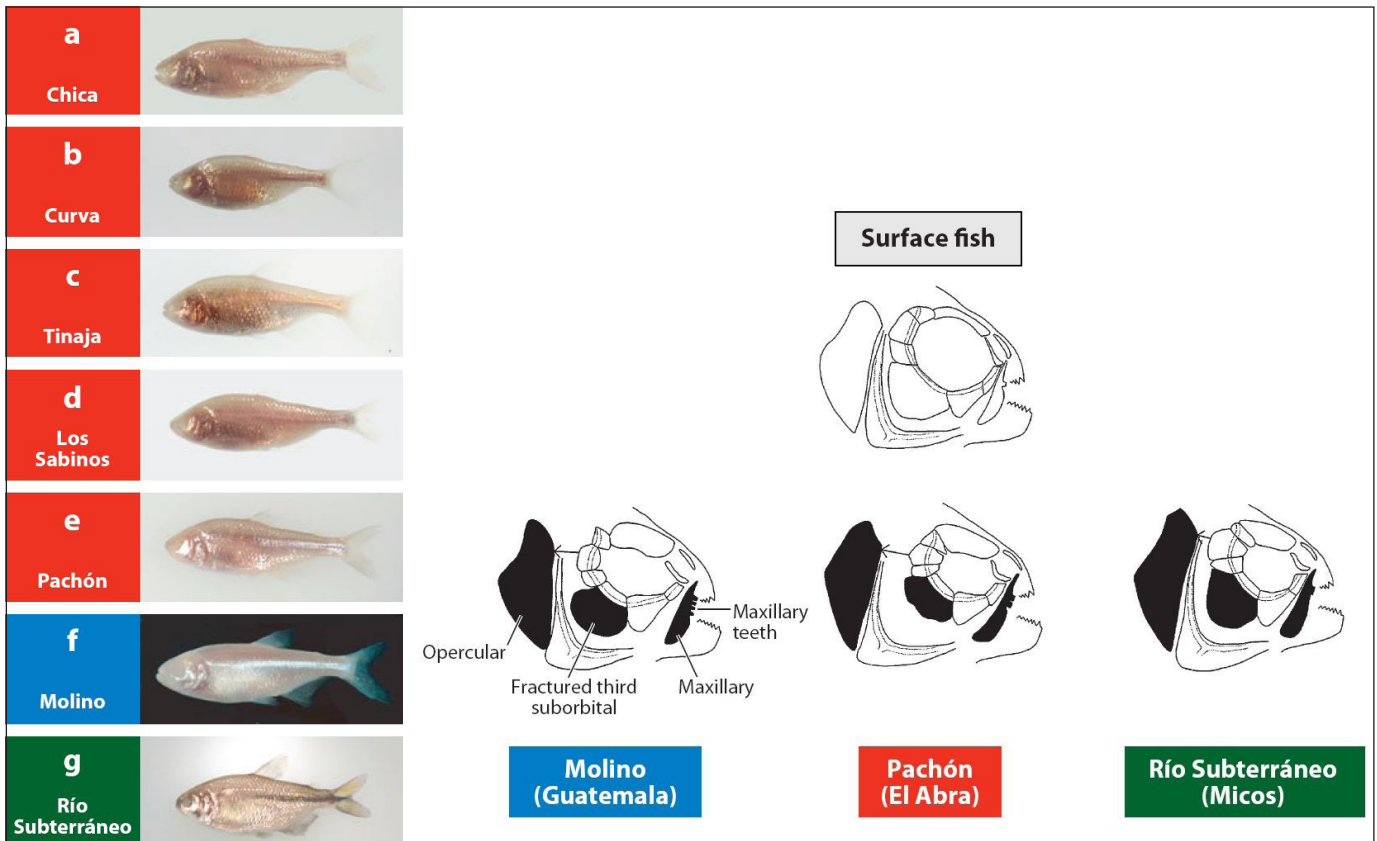 a
Chica
b
Curva
c
Tinaja
d
Los
Sabinos
e
Pachón
f
Molino
g
Río
Subterráneo
Surface fish
Opercular
Fractured third
suborbital
Maxillary
Maxillary
teeth
Molino
(Guatemala)
Pachón
(El Abra)
Río Subterráneo
(Micos)